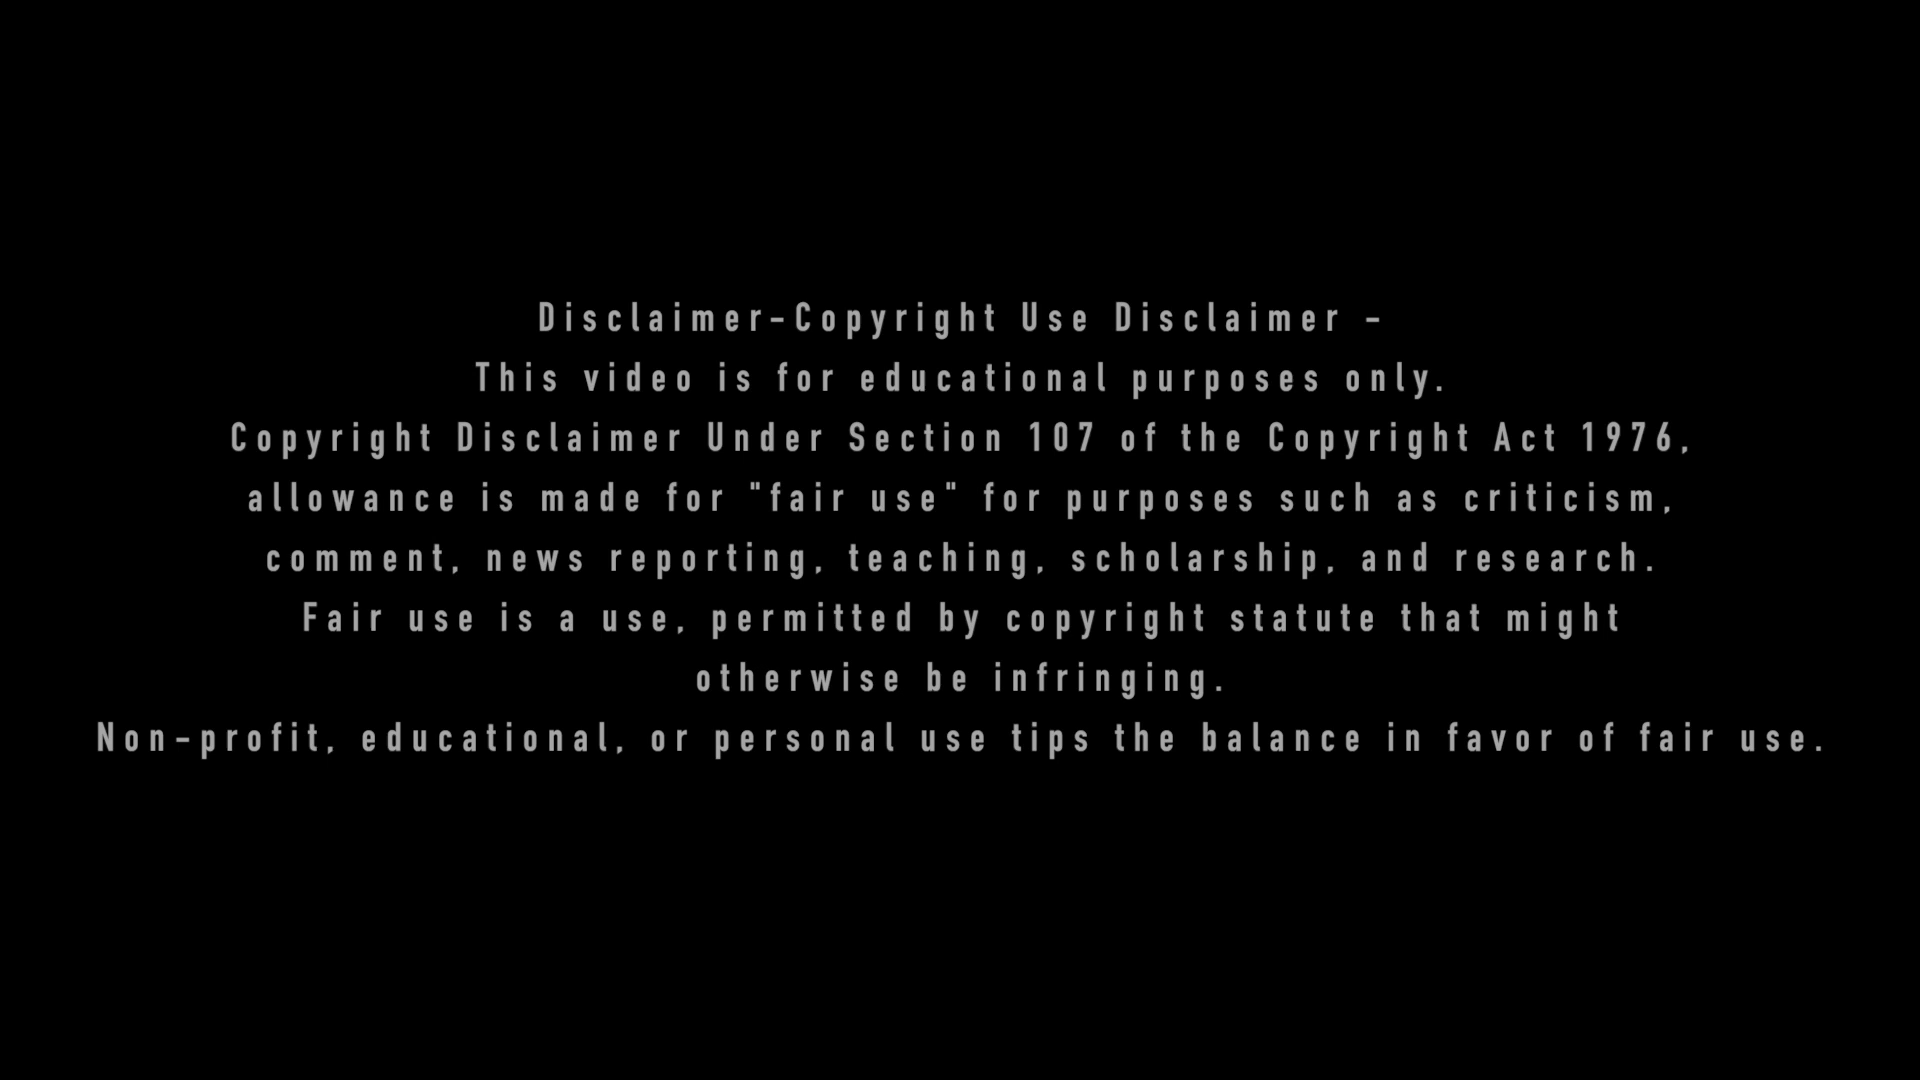 Disclaimer-Copyright Use Disclaimer -
This video is for educational purposes only.
Copyright Disclaimer Under Section 107 of the Copyright Act 1976,
allowance is made for "fair use" for purposes such as criticism,
comment, news reporting, teaching, scholarship, and research.
Fair use is a use, permitted by copyright statute that might
otherwise be infringing.
Non-profit, educational, or personal use tips the balance in favor of fair use.